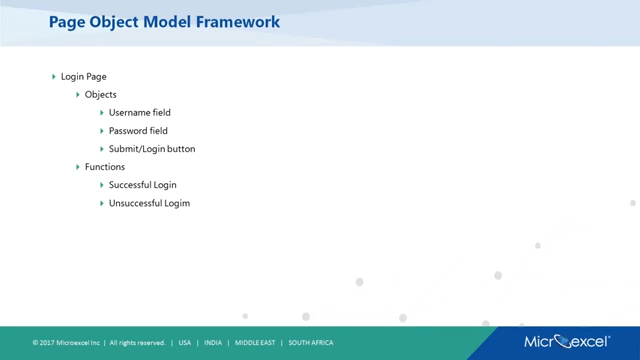 Page Object Model Framework
Login Page
Objects
Username field
Password field
Submit/Login button
Functions
Successful Login
Unsuccessful Logim
© 2017 Microexcel Inc | All rights reserved. | USA | INDIA | MIDDLE EAST | SOUTH AFRICA
Microexcel